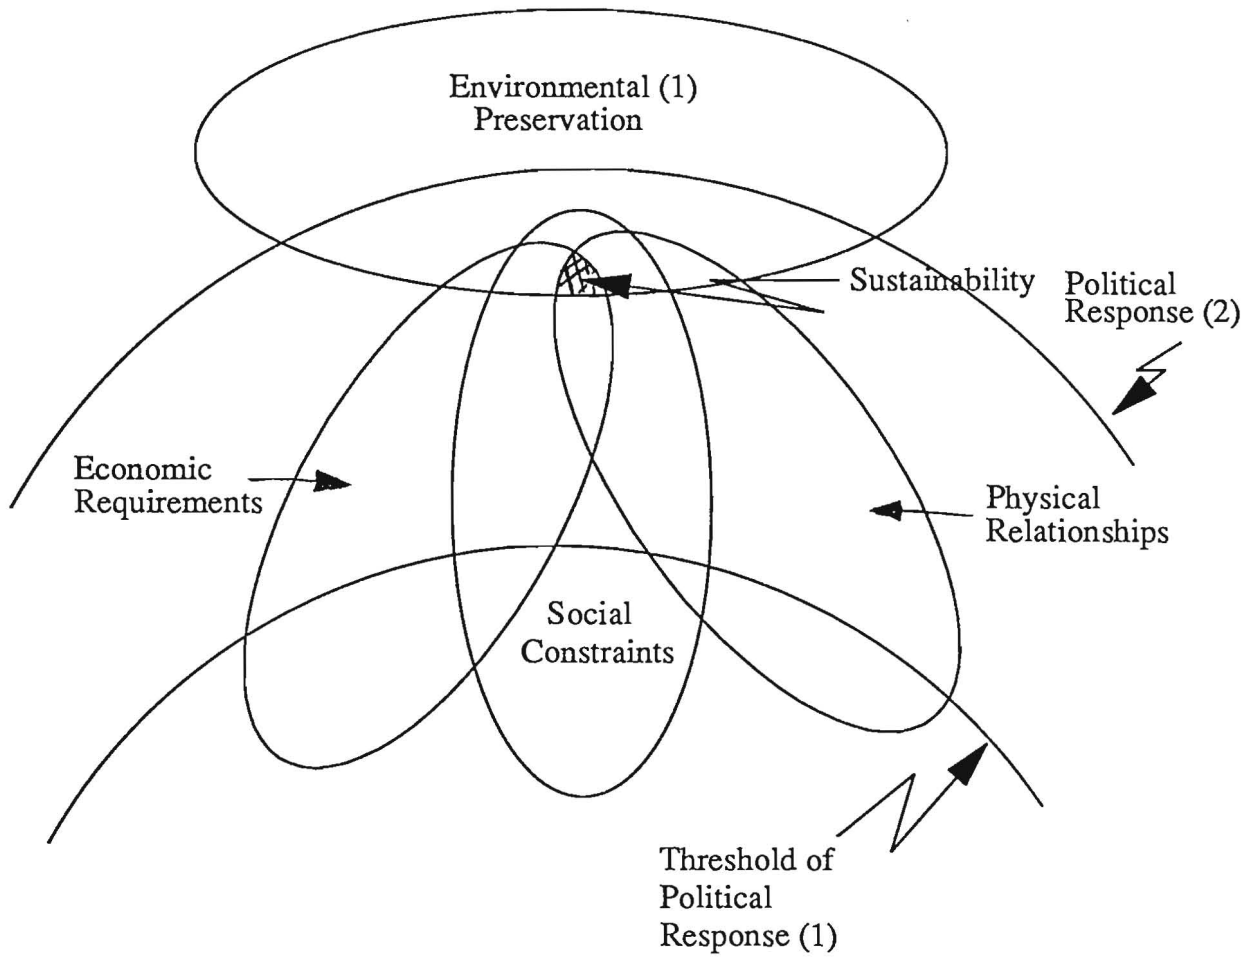 Environmental (1)
Preservation
Sustainability
Political
Response (2)
Economic
Requirements
Physical
Relationships
Social
Constraints
Threshold of
Political
Response (1)